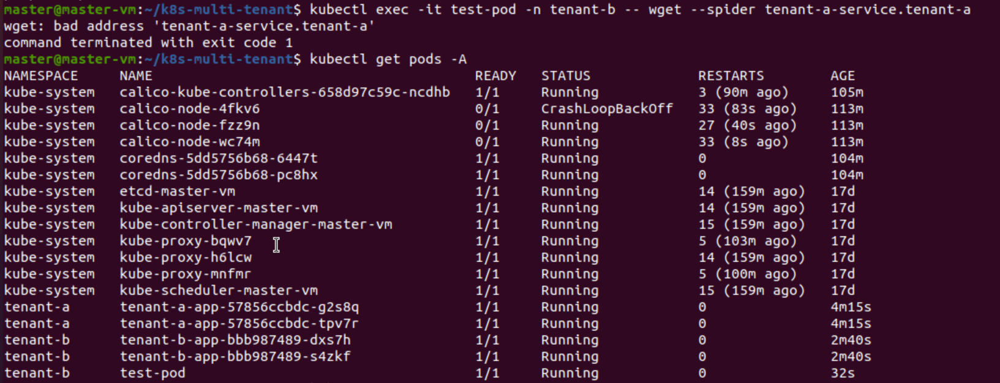 master@master-vm:~/k8s-multi-tenant$ kubectl exec -it test-pod -n tenant-b -- wget --spider tenant-a-service.tenant-a
wget: bad address 'tenant-a-service.tenant-a'
command terminated with exit code 1
master@master-vm:~/k8s-multi-tenant$ kubectl get pods -A
NAMESPACE NAME READY STATUS RESTARTS AGE
kube-system calico-kube-controllers-658d97c59c-ncdhb 1/1 Running 3 (90m ago) 105m
kube-system calico-node-4fkv6 0/1 CrashLoopBackOff 33 (83s ago) 113m
kube-system calico-node-fzz9n 0/1 Running 27 (40s ago) 113m
kube-system calico-node-wc74m 0/1 Running 33 (8s ago) 113m
kube-system coredns-5dd5756b68-6447t 1/1 Running 0 104m
kube-system coredns-5dd5756b68-pc8hx 1/1 Running 0 104m
kube-system etcd-master-vm 1/1 Running 14 (159m ago) 17d
kube-system kube-apiserver-master-vm 1/1 Running 14 (159m ago) 17d
kube-system kube-controller-manager-master-vm 1/1 Running 15 (159m ago) 17d
kube-system kube-proxy-bqwv7 1/1 Running 5 (103m ago) 17d
kube-system kube-proxy-h6lcw 1/1 Running 14 (159m ago) 17d
kube-system kube-proxy-mnfmr 1/1 Running 5 (100m ago) 17d
kube-system kube-scheduler-master-vm 1/1 Running 15 (159m ago) 17d
tenant-a tenant-a-app-57856ccbdc-g2s8q 1/1 Running 0 4m15s
tenant-a tenant-a-app-57856ccbdc-tpv7r 1/1 Running 0 4m15s
tenant-b tenant-b-app-bbb987489-dxs7h 1/1 Running 0 2m40s
tenant-b tenant-b-app-bbb987489-s4zkf 1/1 Running 0 2m40s
tenant-b test-pod 1/1 Running 0 32s